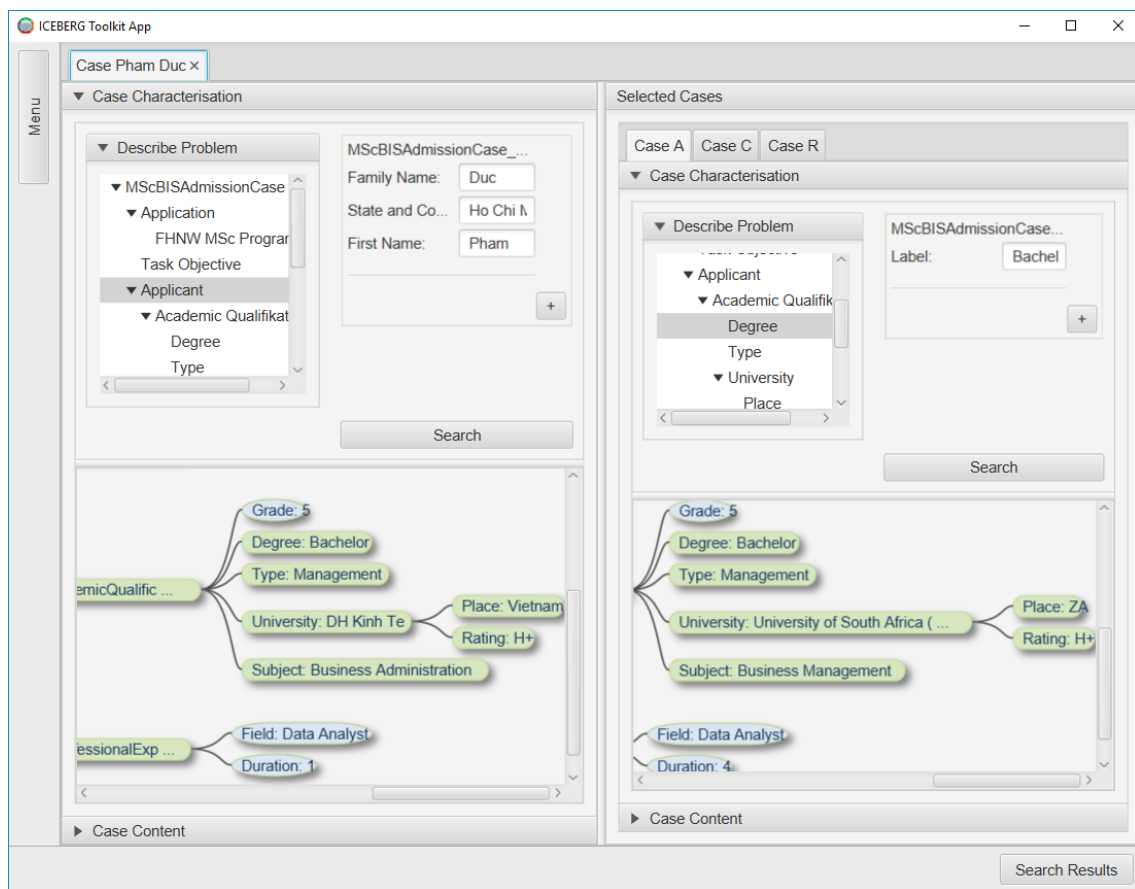 ICEBERG Toolkit App
Menu
Case Pham Duc ×
Case Characterisation
Describe Problem
MScBISAdmissionCase
Application
FHNW MSc Progran
Task Objective
Applicant
Academic Qualifikat
Degree
Type
MScBISAdmissionCase_...
Family Name: Duc
State and Co... Ho Chi M
First Name: Pham
+
Search
Grade: 5
Degree: Bachelor
emicQualific ...
Type: Management
University: DH Kinh Te
Place: Vietnam
Rating: H+
Subject: Business Administration
fessionalExp ...
Field: Data Analyst
Duration: 1
Case Content
Selected Cases
Case A Case C Case R
Case Characterisation
Describe Problem
Applicant
Academic Qualifik
Degree
Type
University
Place
MScBISAdmissionCase...
Label: Bachel
+
Search
Grade: 5
Degree: Bachelor
Type: Management
University: University of South Africa ( ...
Place: ZA
Rating: H+
Subject: Business Management
Field: Data Analyst
Duration: 4
Case Content
Search Results